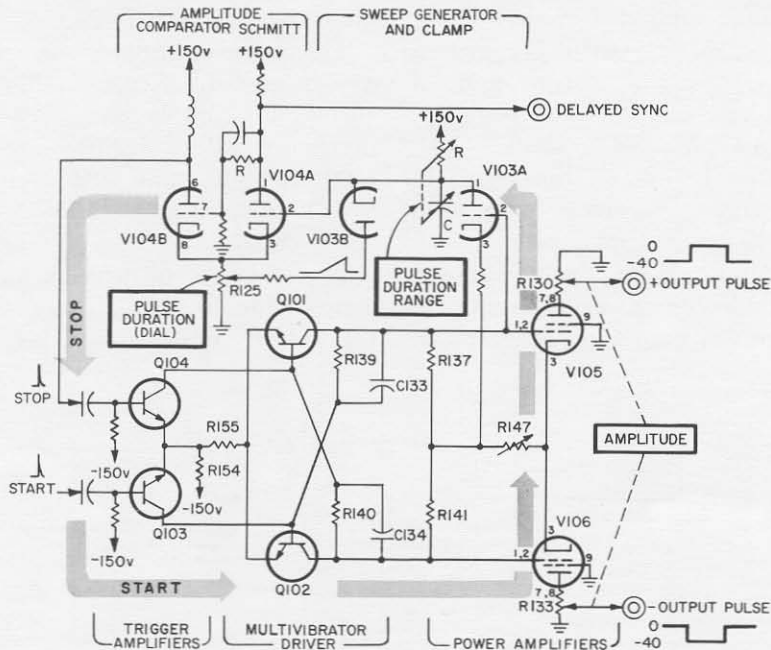 AMPLITUDE
COMPARATOR SCHMITT
SWEEP GENERATOR
AND CLAMP
+150v
+150v
DELAYED SYNC
+150v
R
V104A
R
V103A
6
7
1
2
1
2
C
V104B
8
3
V103B
3
0
-40
R130
+OUTPUT PULSE
PULSE
DURATION
(DIAL)
R125
PULSE
DURATION
RANGE
7,8
9
1,2
STOP
Q101
3
V105
Q104
R139
C133
R137
STOP
R155
R147
AMPLITUDE
-150v
R154
-150v
START
Q103
R140
C134
R141
V106
3
1,2
9
-150v
START
Q102
7,8
R133
-OUTPUT PULSE
0
-40
TRIGGER
AMPLIFIERS
MULTIVIBRATOR
DRIVER
POWER AMPLIFIERS